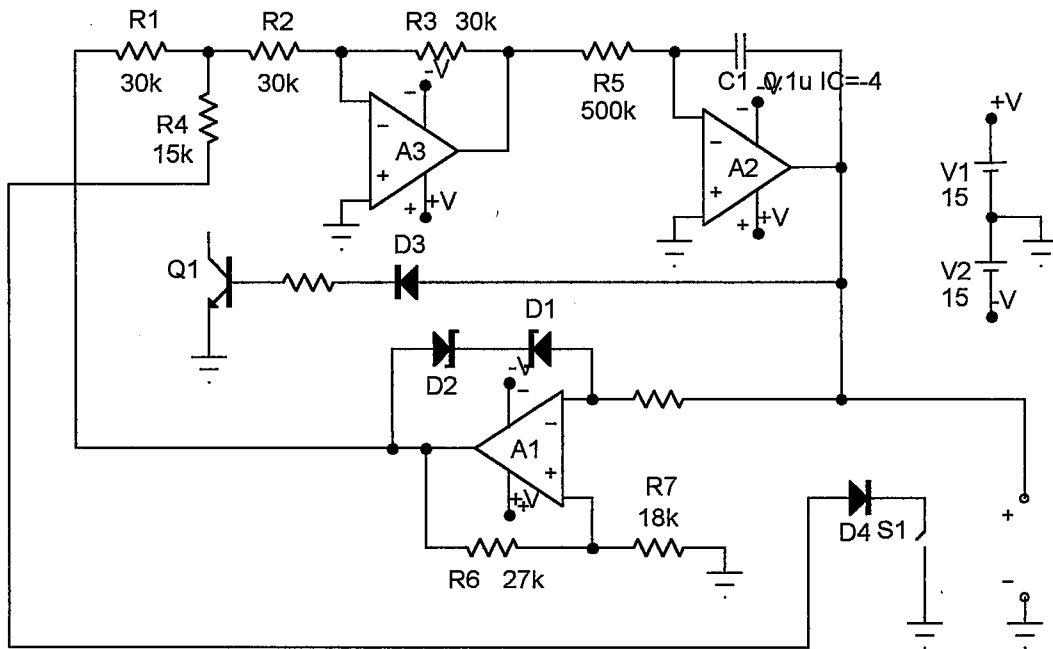 R1
R2
R3 30k
30k
30k
R4
15k
-V
−
−
A3
+
+
+V
R5
500k
C1 0.1u IC=-4
-V
−
−
A2
+
+
+V
+V
V1
15
V2
15
-V
Q1
D3
D1
D2
-V
−
−
A1
+
+V
+
R6 27k
R7
18k
D4
S1
+
−